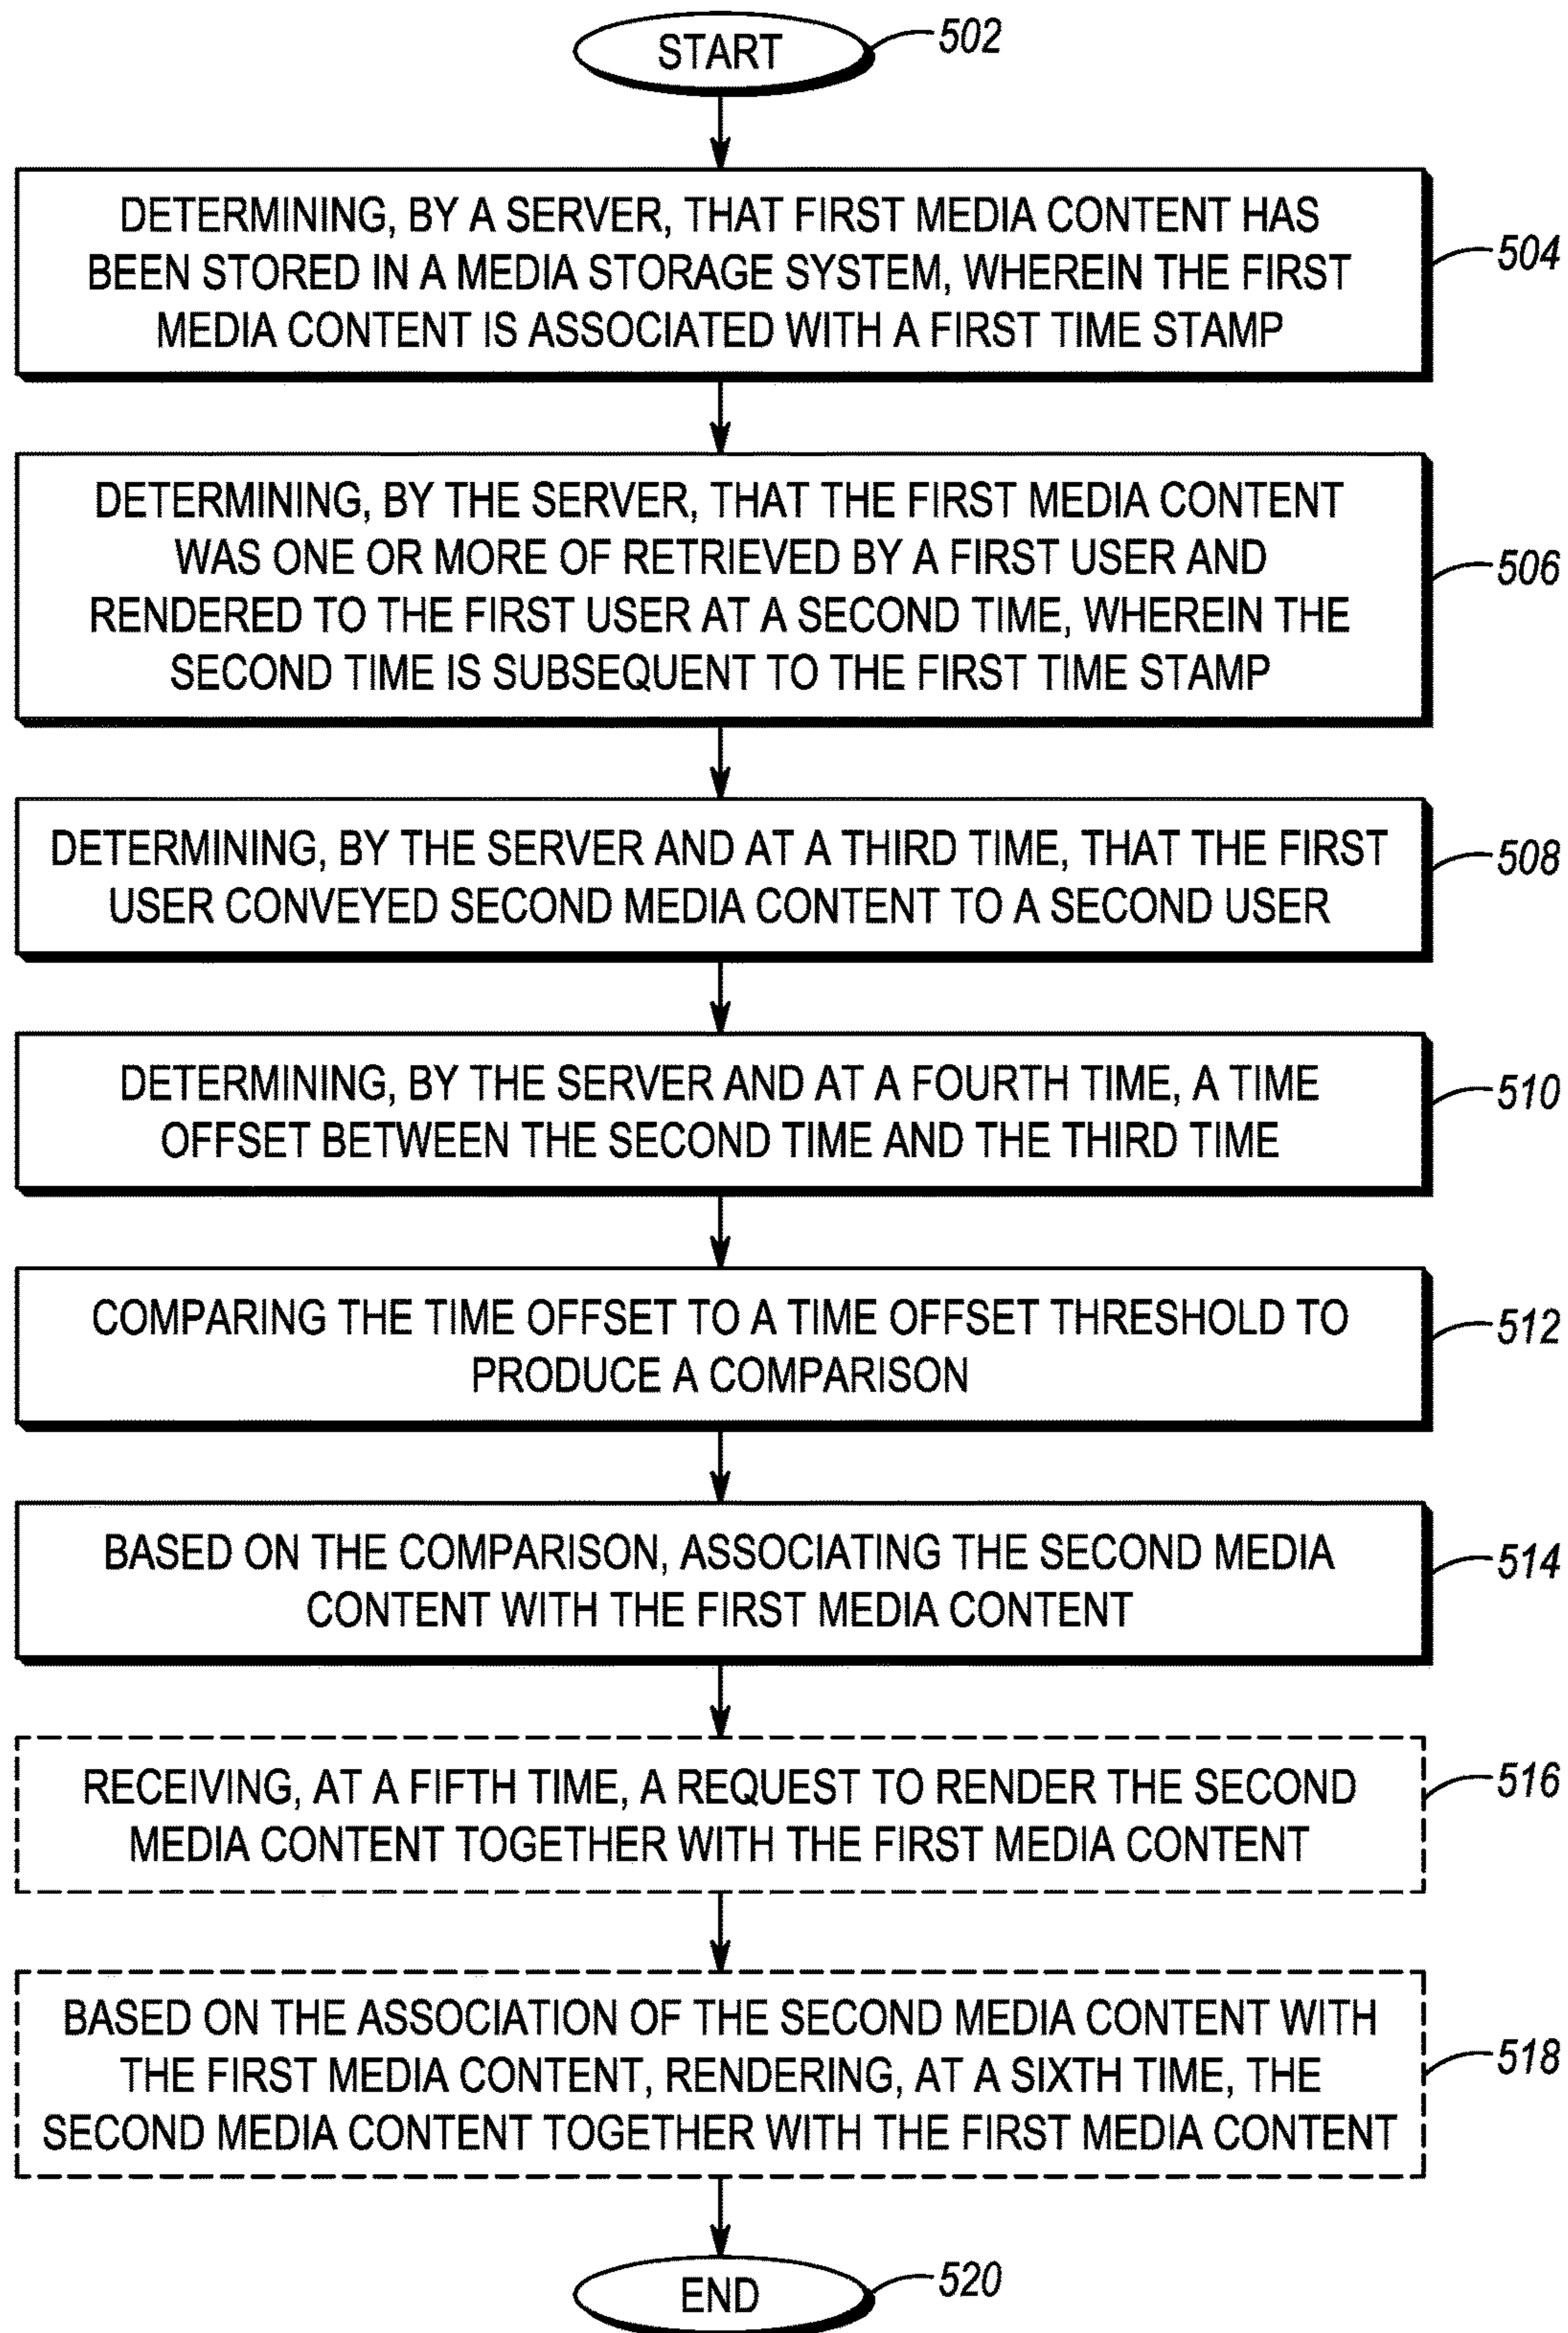 START
502
DETERMINING, BY A SERVER, THAT FIRST MEDIA CONTENT HAS
BEEN STORED IN A MEDIA STORAGE SYSTEM, WHEREIN THE FIRST
MEDIA CONTENT IS ASSOCIATED WITH A FIRST TIME STAMP
504
DETERMINING, BY THE SERVER, THAT THE FIRST MEDIA CONTENT
WAS ONE OR MORE OF RETRIEVED BY A FIRST USER AND
RENDERED TO THE FIRST USER AT A SECOND TIME, WHEREIN THE
SECOND TIME IS SUBSEQUENT TO THE FIRST TIME STAMP
506
DETERMINING, BY THE SERVER AND AT A THIRD TIME, THAT THE FIRST
USER CONVEYED SECOND MEDIA CONTENT TO A SECOND USER
508
DETERMINING, BY THE SERVER AND AT A FOURTH TIME, A TIME
OFFSET BETWEEN THE SECOND TIME AND THE THIRD TIME
510
COMPARING THE TIME OFFSET TO A TIME OFFSET THRESHOLD TO
PRODUCE A COMPARISON
512
BASED ON THE COMPARISON, ASSOCIATING THE SECOND MEDIA
CONTENT WITH THE FIRST MEDIA CONTENT
514
RECEIVING, AT A FIFTH TIME, A REQUEST TO RENDER THE SECOND
MEDIA CONTENT TOGETHER WITH THE FIRST MEDIA CONTENT
516
BASED ON THE ASSOCIATION OF THE SECOND MEDIA CONTENT WITH
THE FIRST MEDIA CONTENT, RENDERING, AT A SIXTH TIME, THE
SECOND MEDIA CONTENT TOGETHER WITH THE FIRST MEDIA CONTENT
518
END
520